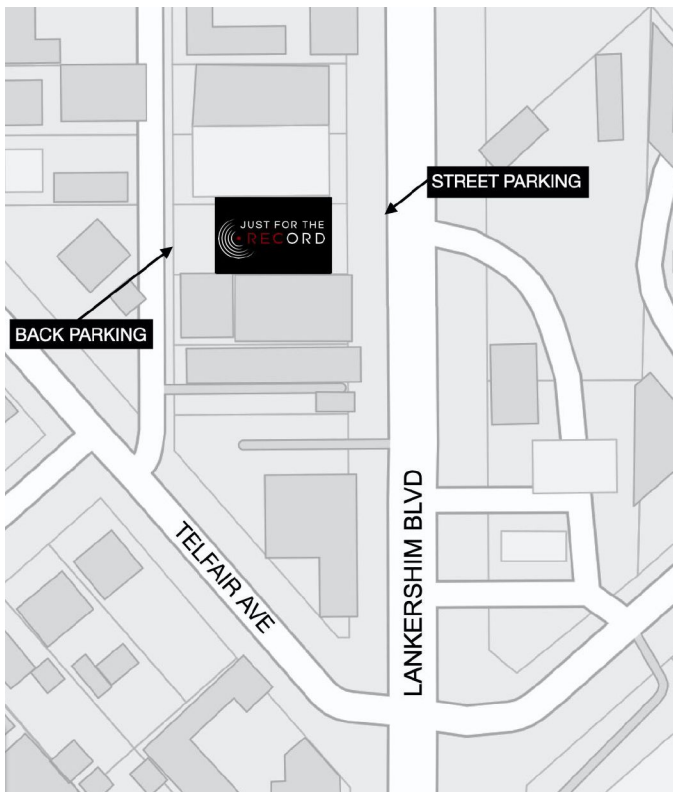 STREET PARKING
JUST FOR THE
RECORD
BACK PARKING
TELFAIR AVE
LANKERSHIM BLVD